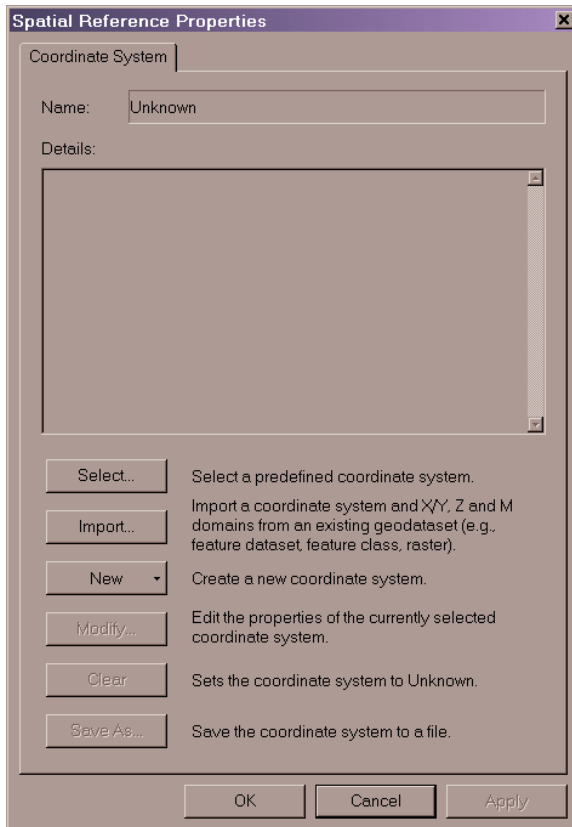 Spatial Reference Properties
Coordinate System
Name: Unknown
Details:
Select... Select a predefined coordinate system.
Import... Import a coordinate system and X/Y, Z and M
domains from an existing geodataset (e.g.,
feature dataset, feature class, raster).
New Create a new coordinate system.
Modify... Edit the properties of the currently selected
coordinate system.
Clear Sets the coordinate system to Unknown.
Save As... Save the coordinate system to a file.
OK Cancel Apply